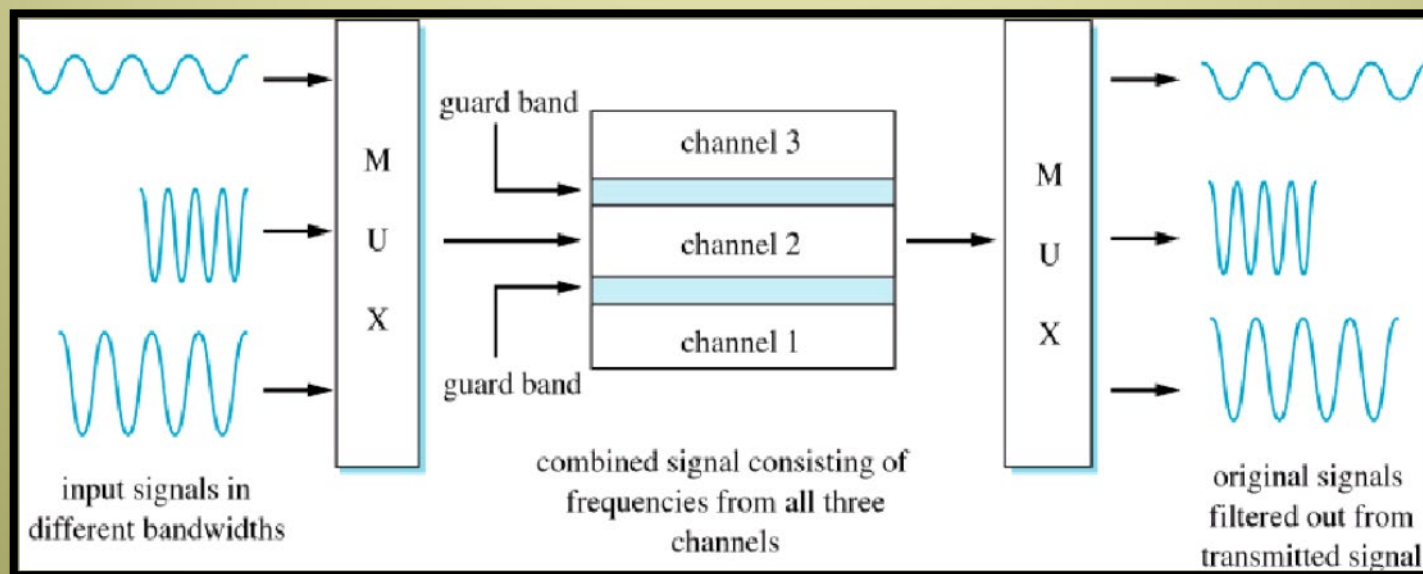 guard band
channel 3
M
U
X
channel 2
channel 1
guard band
M
U
X
input signals in
different bandwidths
combined signal consisting of
frequencies from all three
channels
original signals
filtered out from
transmitted signal